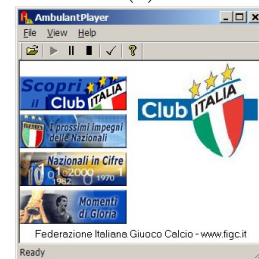 AmbulantPlayer
File View Help
Scopri
il Club ITALIA
I prossimi Impegni
delle Nazionali
Nazionali in Cifre
1982 2000 1970
Momenti
di Gloria
Club ITALIA
Federazione Italiana Giuoco Calcio - www.figc.it
Ready